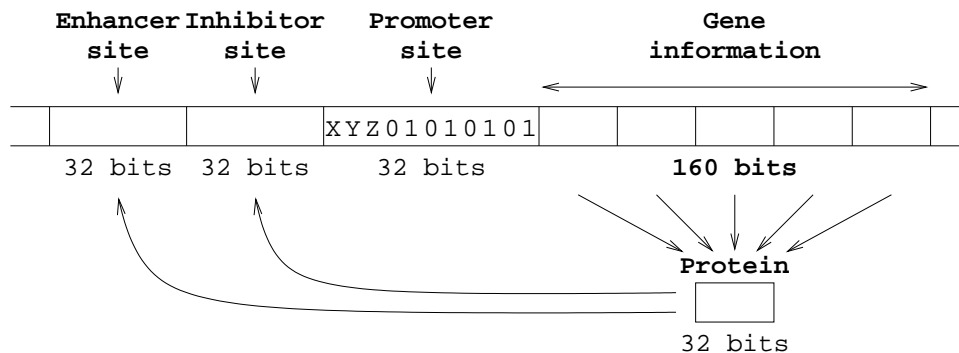 Enhancer Inhibitor Promoter Gene
site site site information
XYZ01010101
32 bits 32 bits 32 bits 160 bits
Protein
32 bits